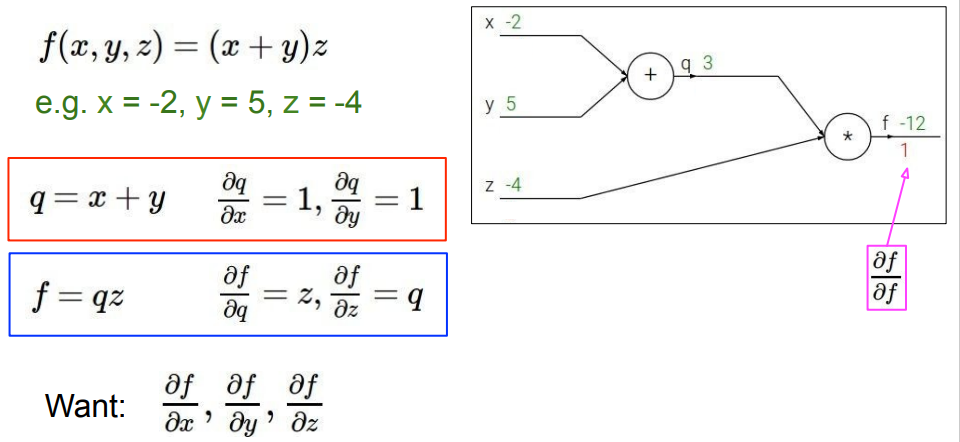 f(x, y, z) = (x + y)z
e.g. x = -2, y = 5, z = -4
q = x + y    ∂q/∂x = 1, ∂q/∂y = 1
f = qz    ∂f/∂q = z, ∂f/∂z = q
Want: ∂f/∂x, ∂f/∂y, ∂f/∂z
x -2
+
q 3
y 5
*
f -12
1
z -4
∂f/∂f